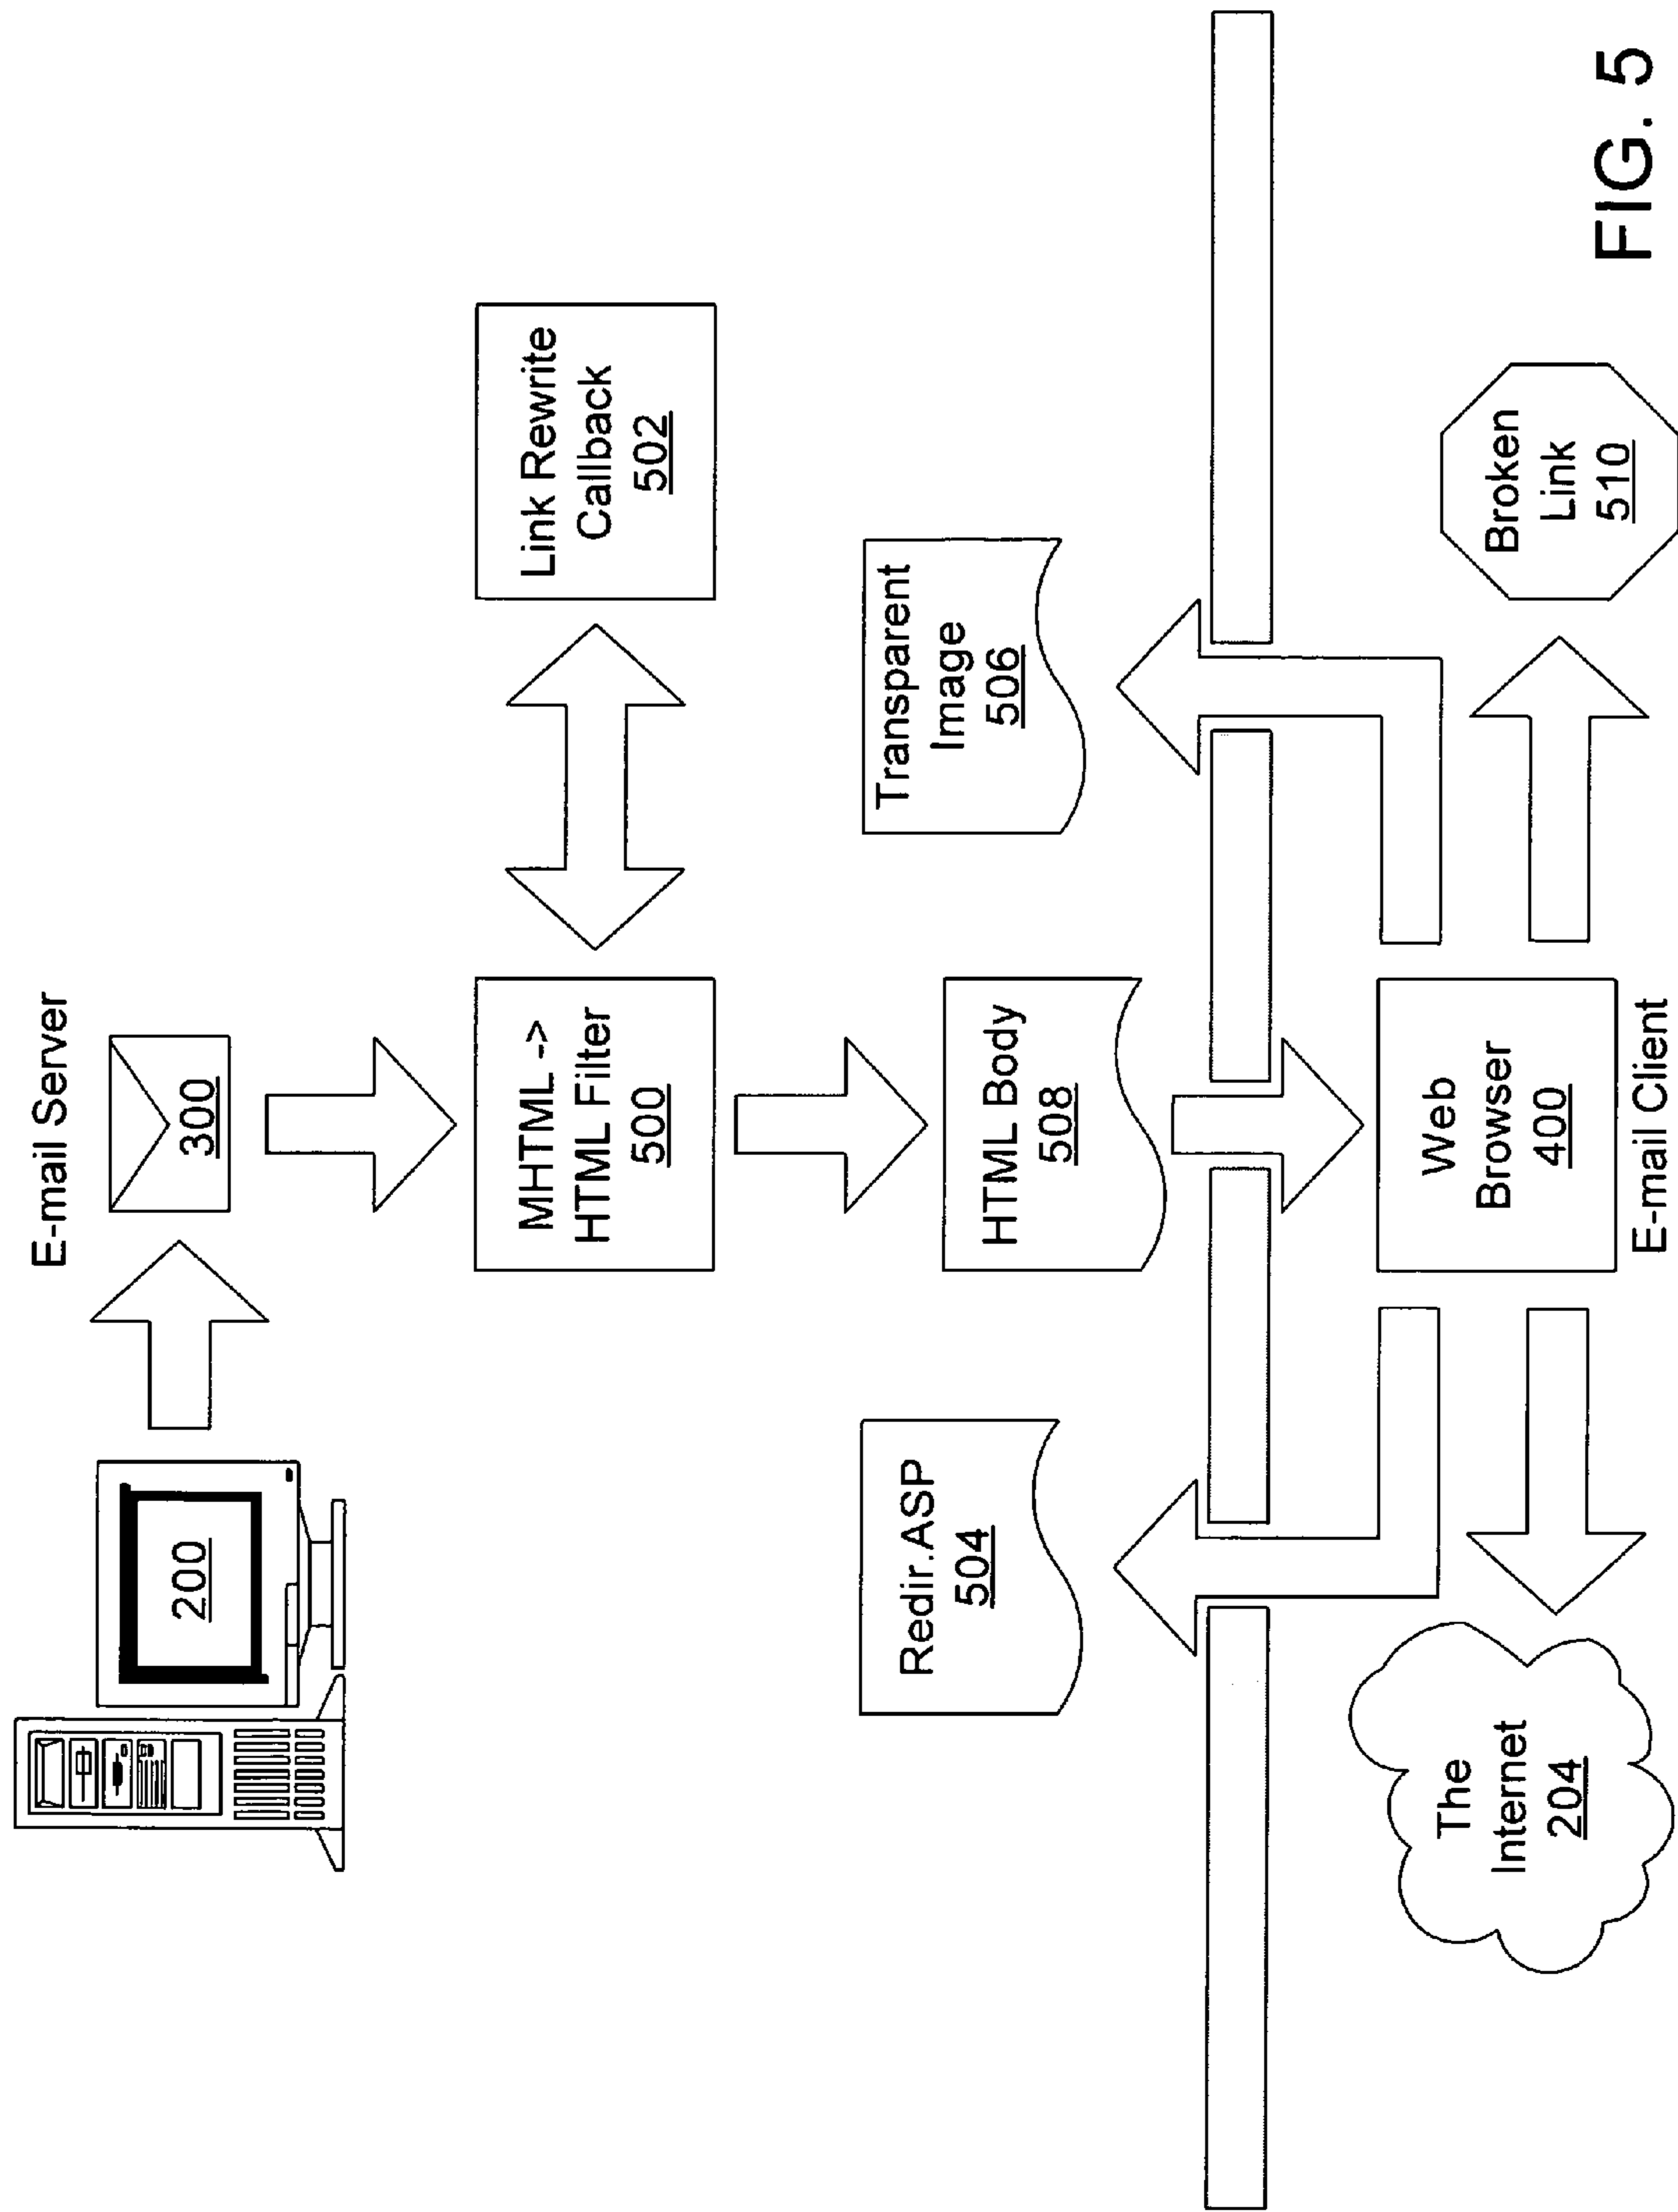 E-mail Server
200
300
MHTML ->
HTML Filter
500
Link Rewrite
Callback
502
Redir.ASP
504
HTML Body
508
Transparent
Image
506
The
Internet
204
Web
Browser
400
E-mail Client
Broken
Link
510
FIG. 5